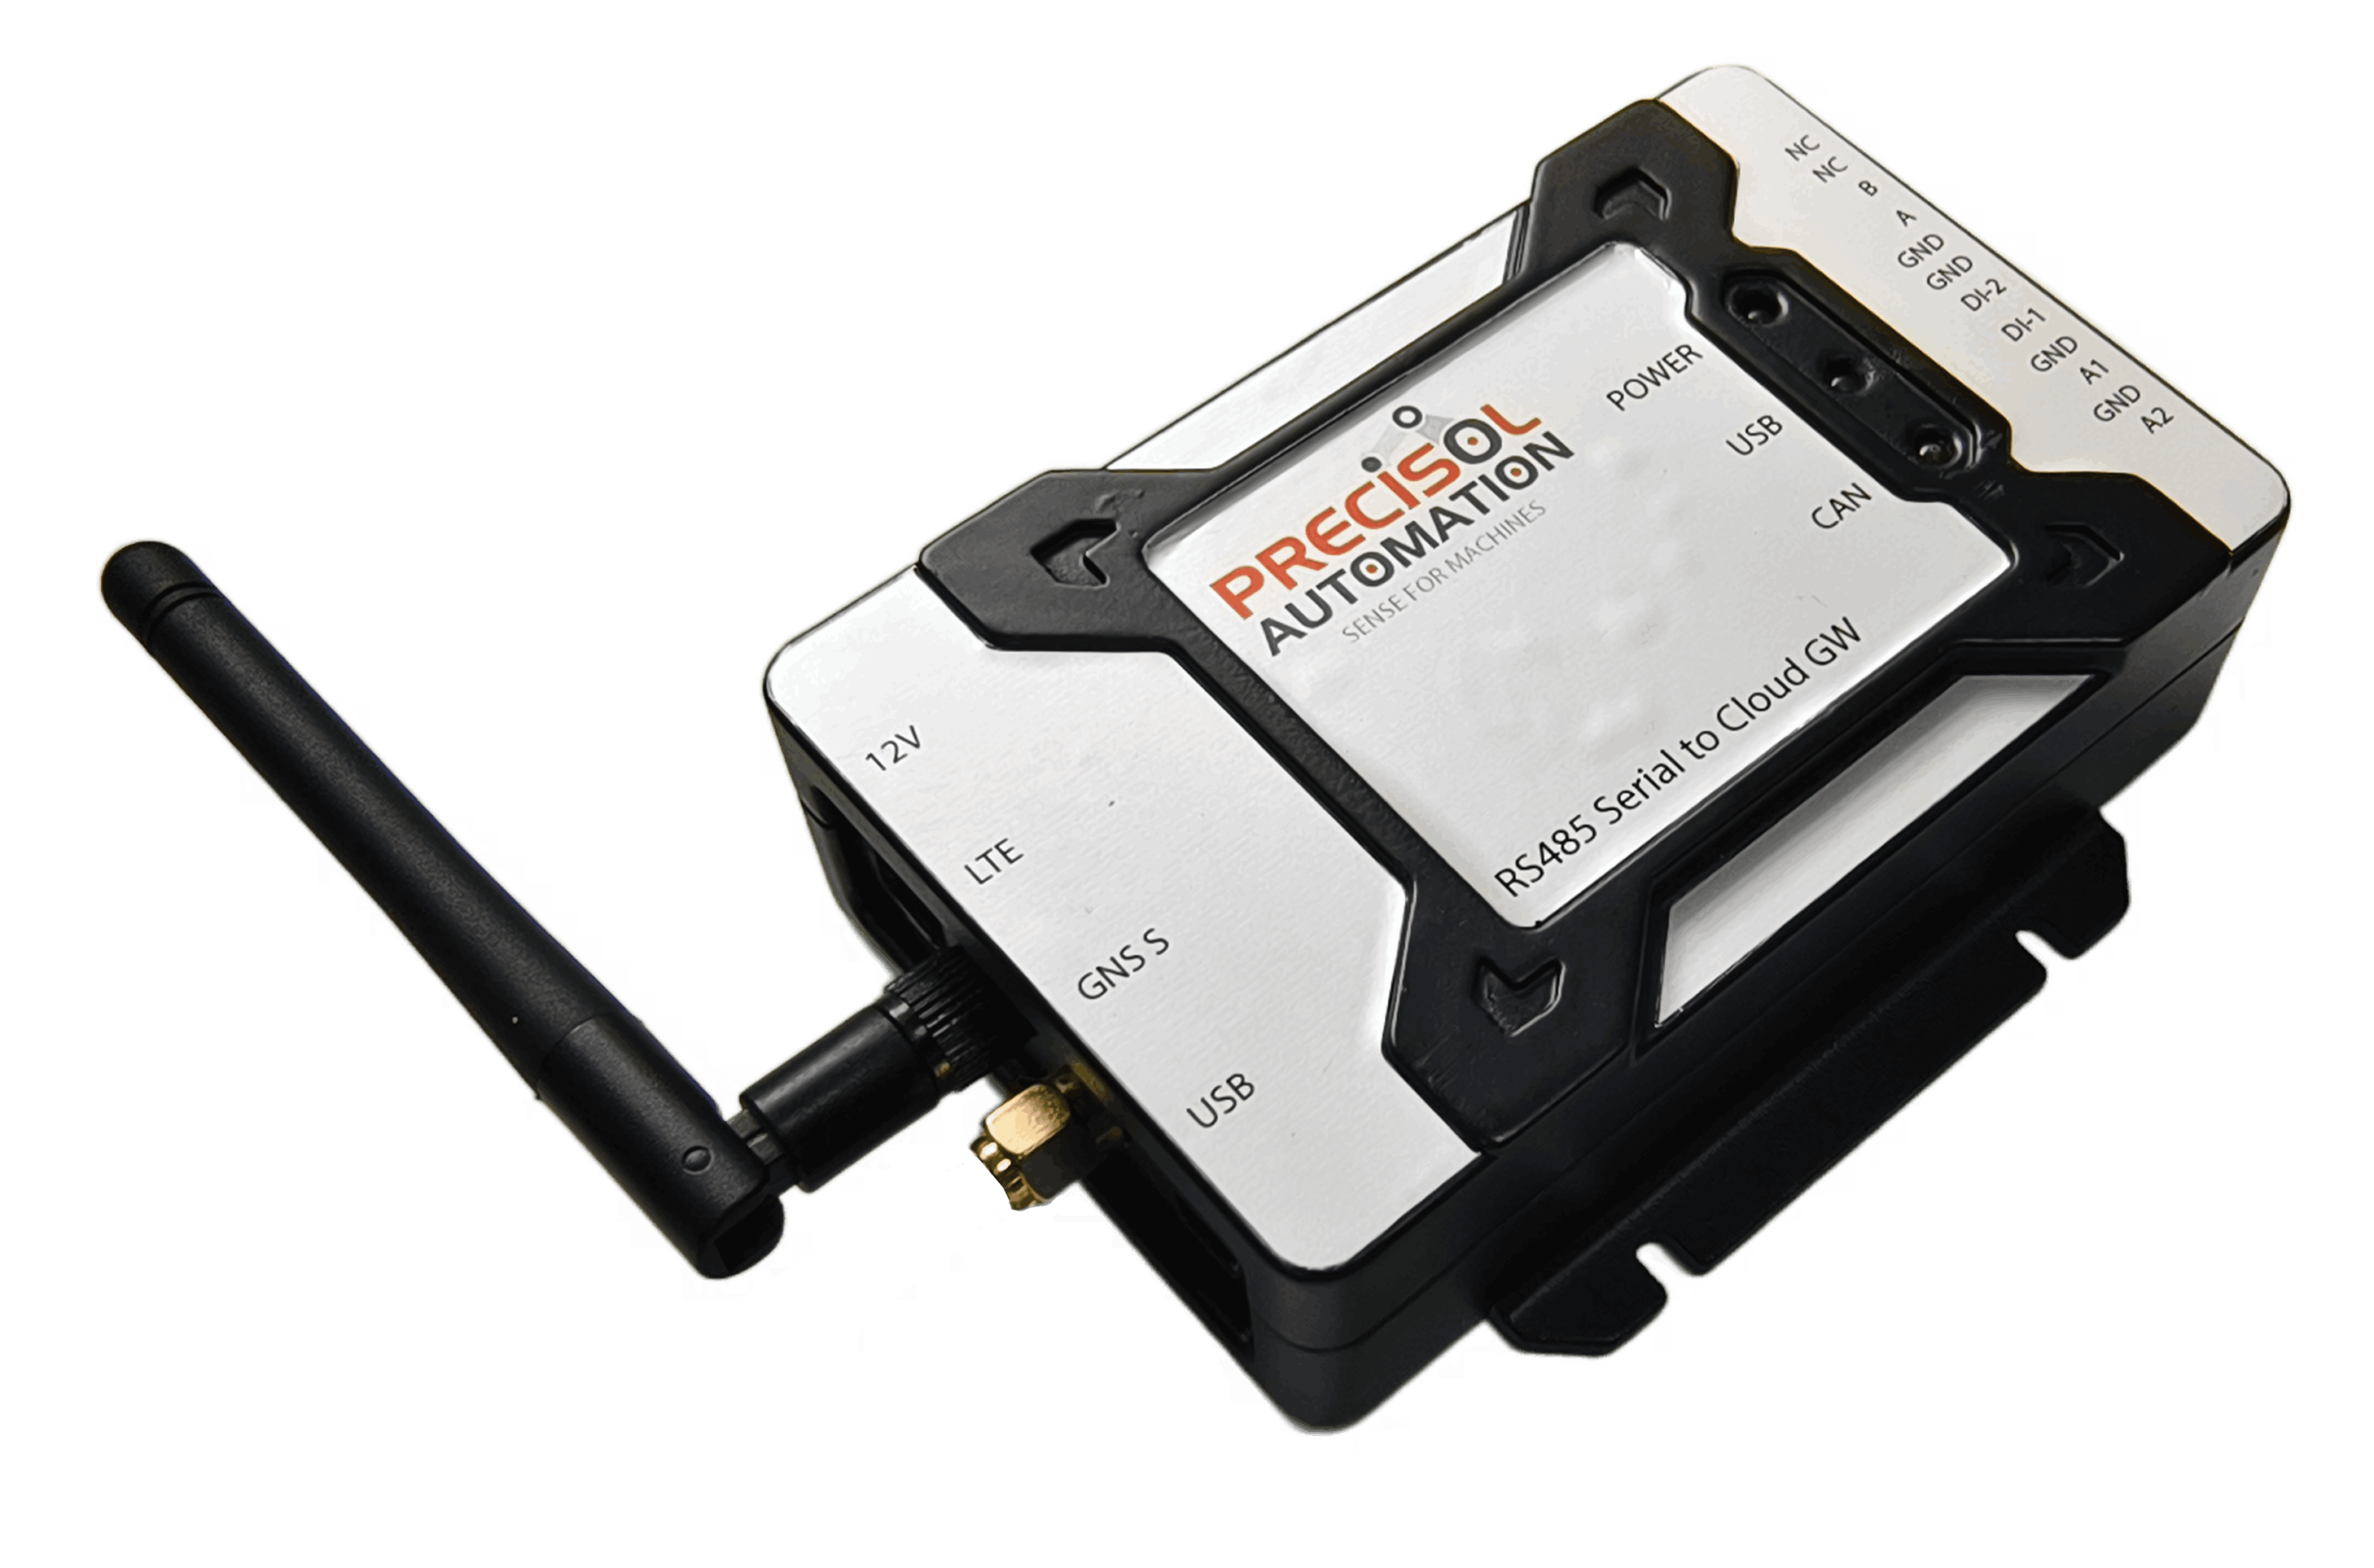 NC
NC
B
A
GND
GND
DI-2
DI-1
GND
A1
GND
A2
POWER
USB
CAN
PRECISOL
AUTOMATION
SENSE FOR MACHINES
RS485 Serial to Cloud GW
12V
LTE
GNS S
USB